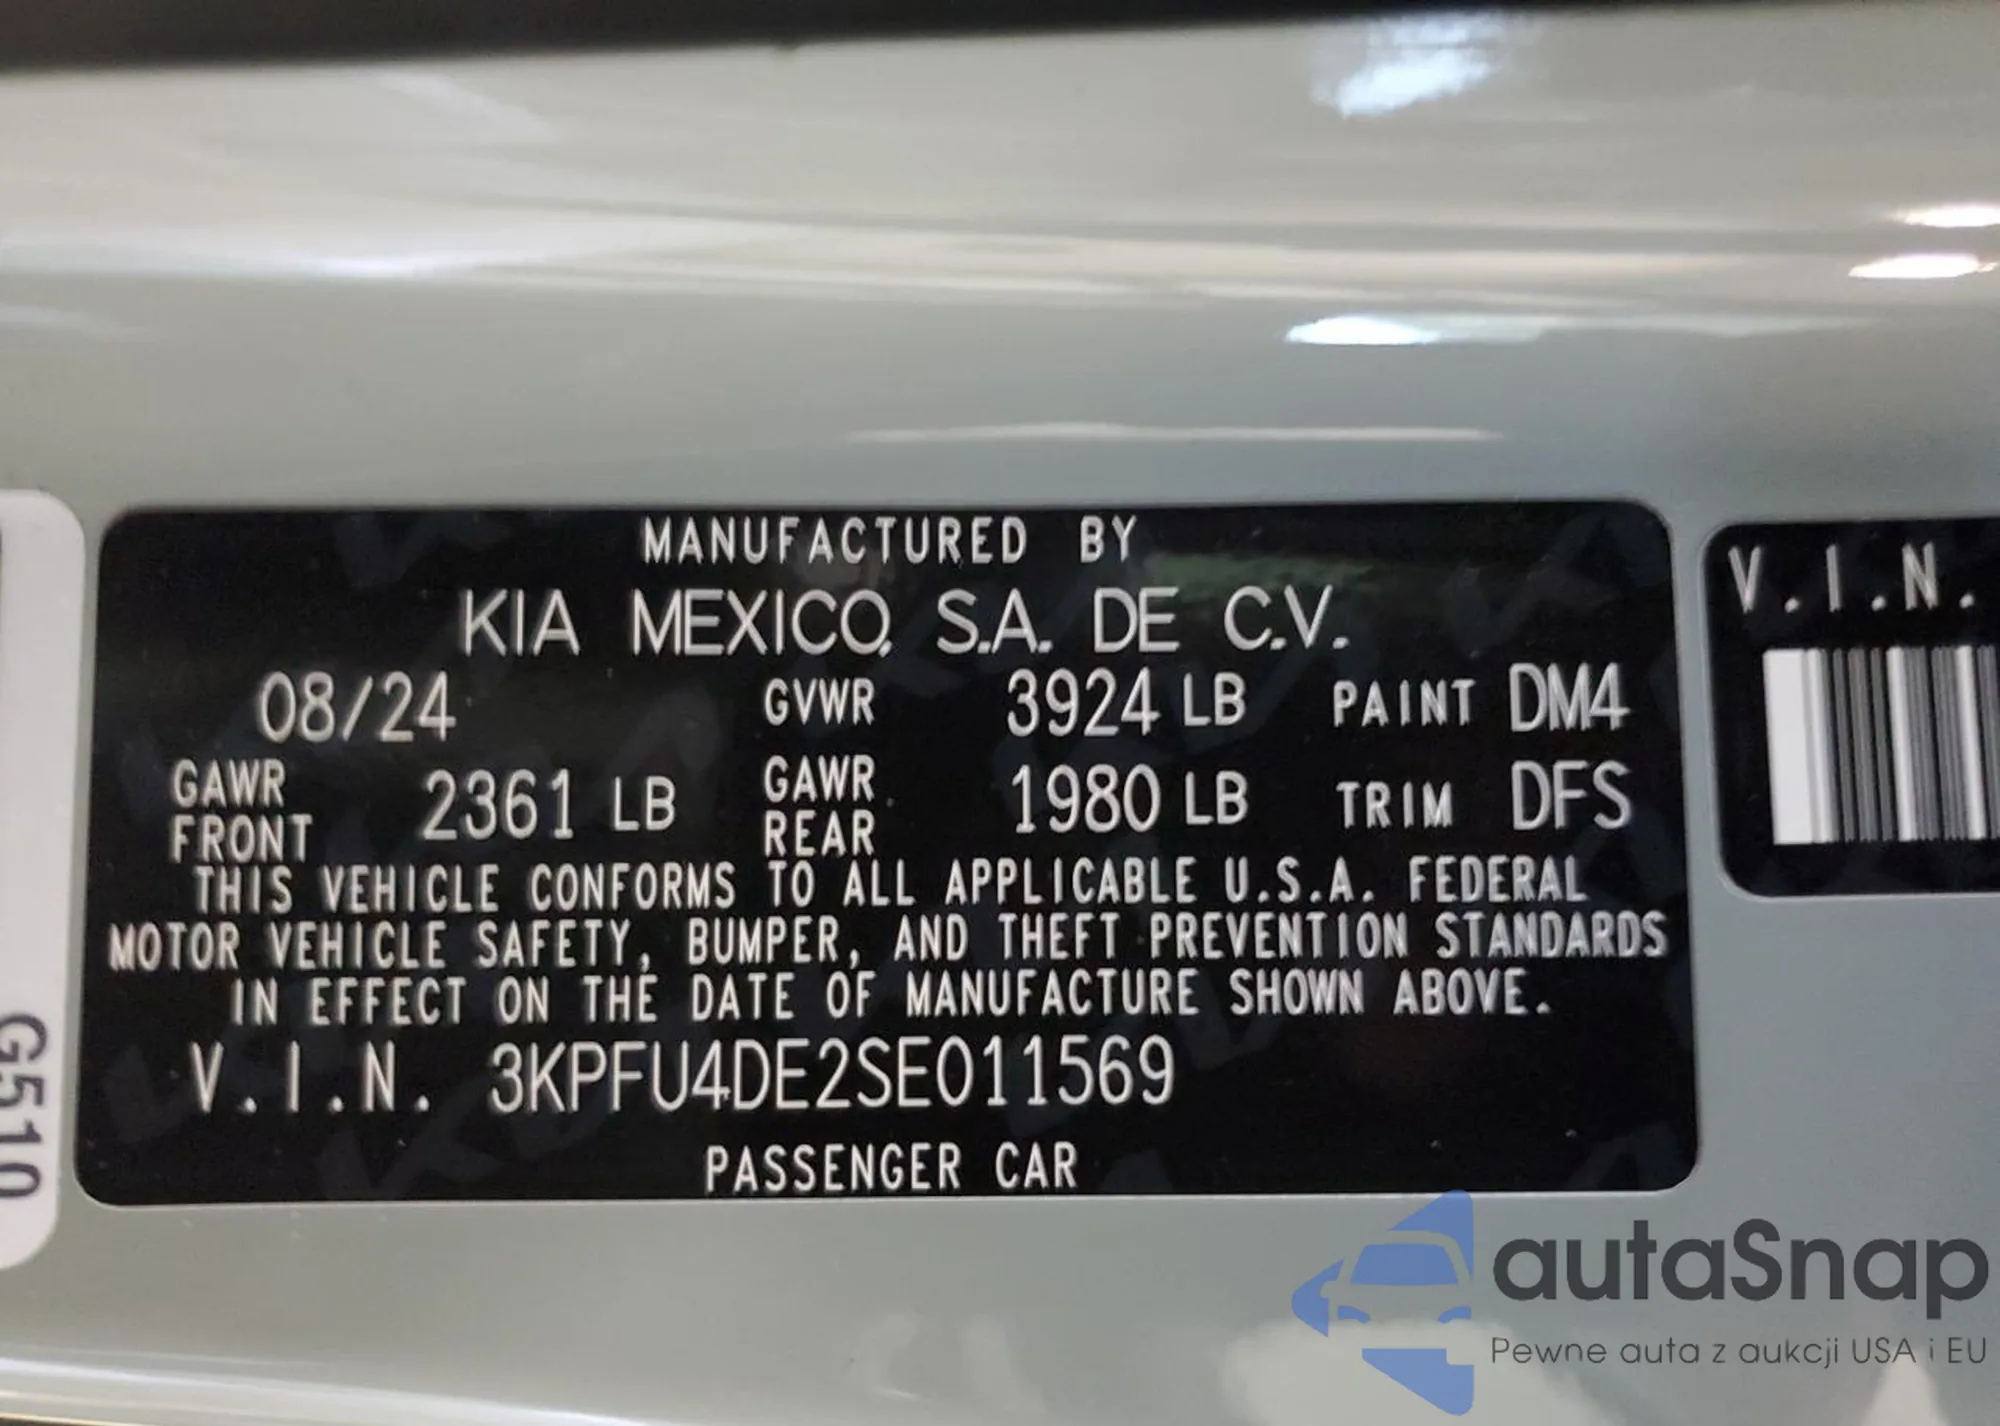 MANUFACTURED BY
KIA MEXICO, S.A. DE C.V.
08/24 GVWR 3924 LB PAINT DM4
GAWR FRONT 2361 LB GAWR REAR 1980 LB TRIM DFS
THIS VEHICLE CONFORMS TO ALL APPLICABLE U.S.A. FEDERAL
MOTOR VEHICLE SAFETY, BUMPER, AND THEFT PREVENTION STANDARDS
IN EFFECT ON THE DATE OF MANUFACTURE SHOWN ABOVE.
V.I.N. 3KPFU4DE2SE011569
PASSENGER CAR
V.I.N.
G510
autaSnap
Pewne auta z aukcji USA i EU